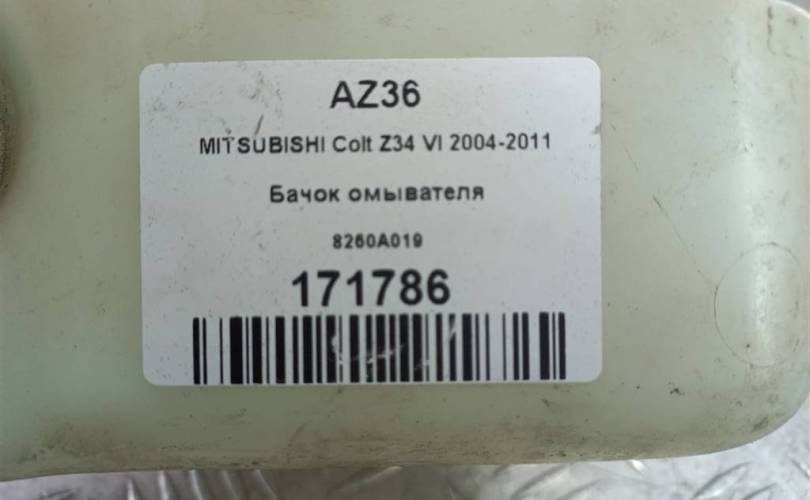 AZ36
MITSUBISHI Colt Z34 VI 2004-2011
Бачок омывателя
8260A019
171786